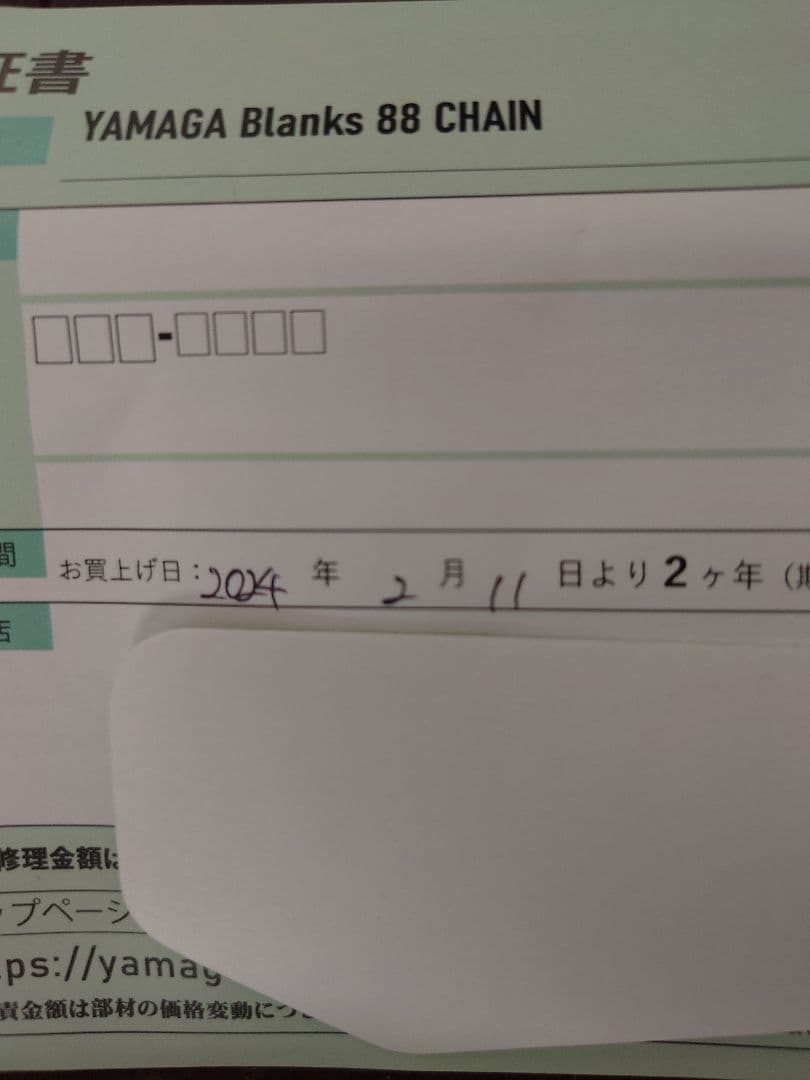 証書
YAMAGA Blanks 88 CHAIN
□□□-□□□□
間
お買上げ日：2024 年 2 月 11 日より2ヶ年（
店
修理金額は
プページ
ps://yamag
責金額は部材の価格変動につ